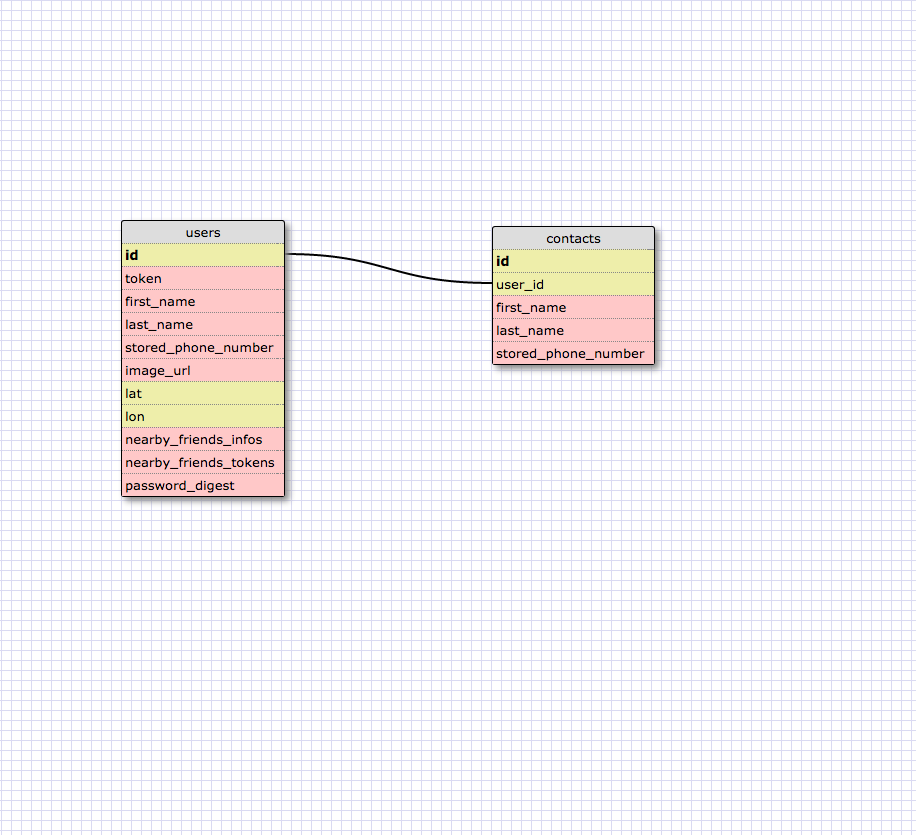 users
id
token
first_name
last_name
stored_phone_number
image_url
lat
lon
nearby_friends_infos
nearby_friends_tokens
password_digest
contacts
id
user_id
first_name
last_name
stored_phone_number